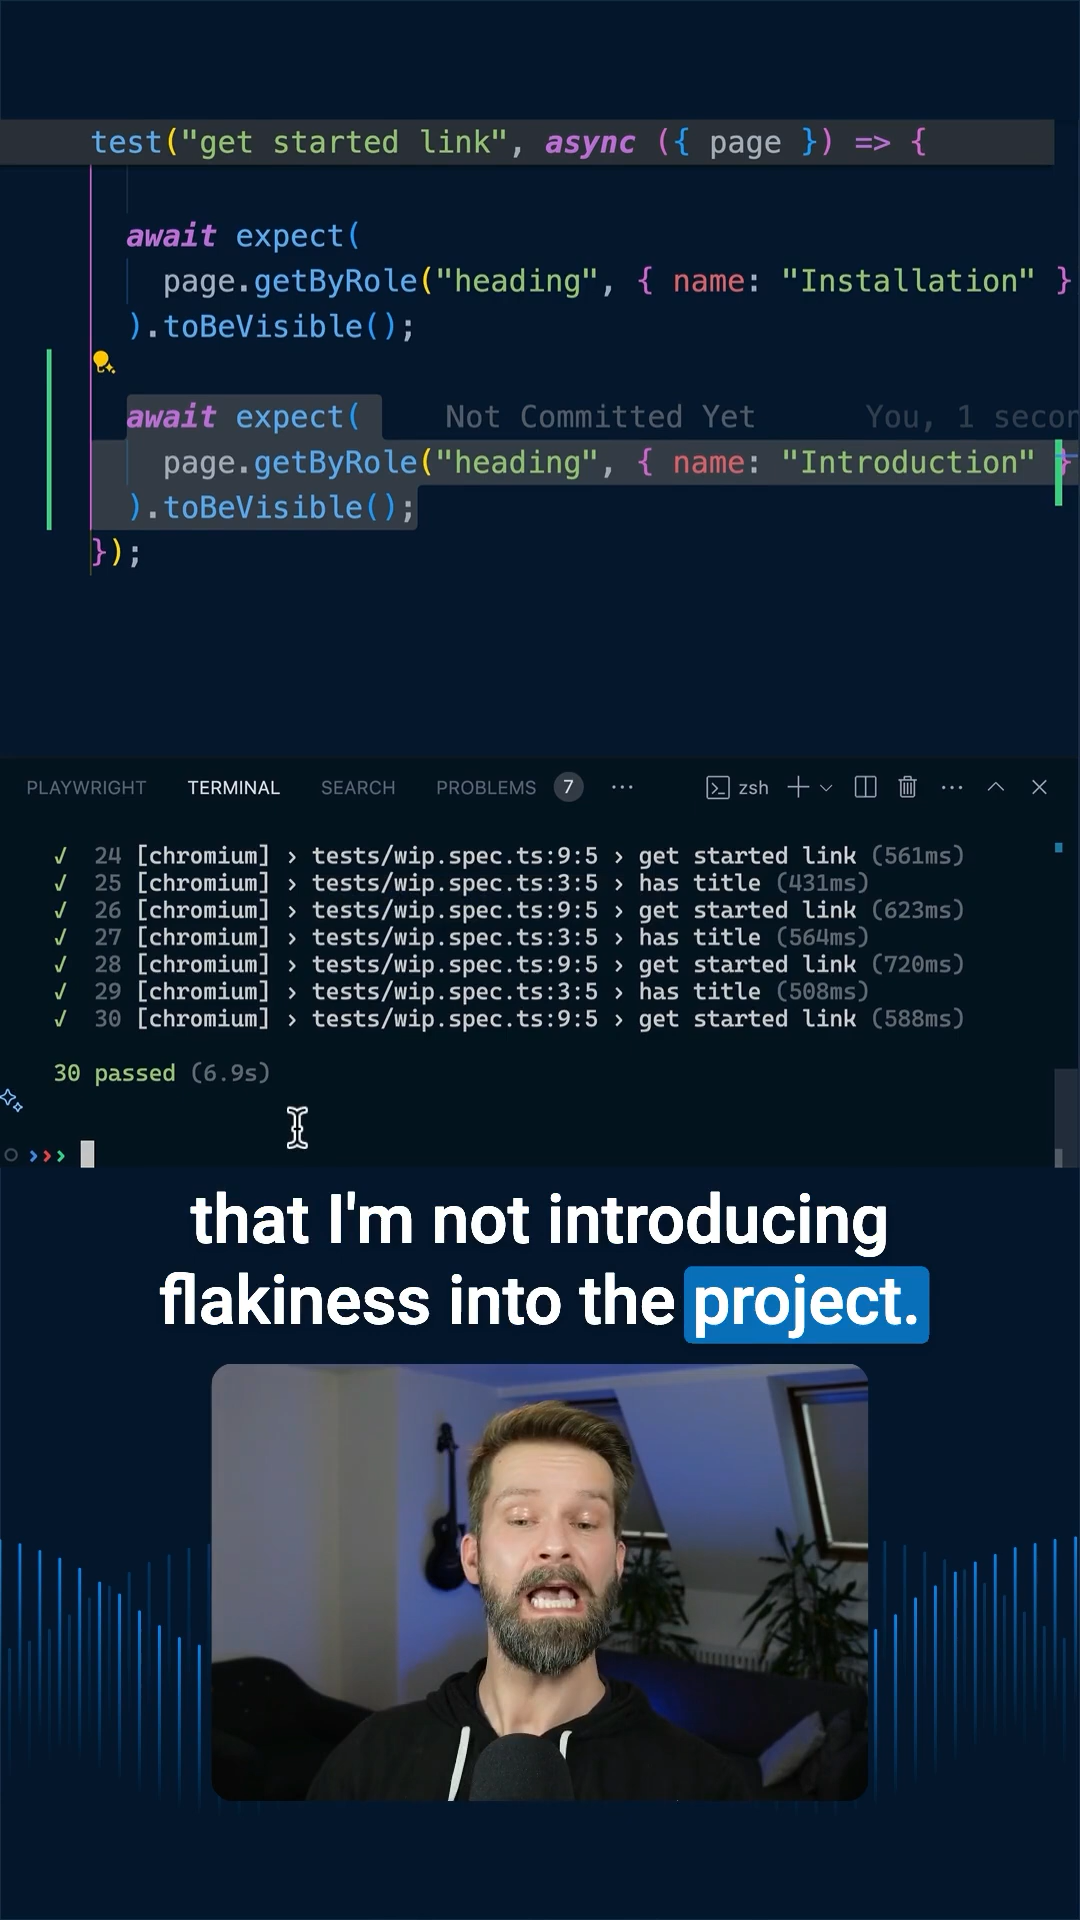 test("get started link", async ({ page }) => {
await expect(
page.getByRole("heading", { name: "Installation" }
).toBeVisible();
await expect( Not Committed Yet You, 1 secon
page.getByRole("heading", { name: "Introduction" }
).toBeVisible();
});
PLAYWRIGHT TERMINAL SEARCH PROBLEMS 7 ... zsh
✓ 24 [chromium] › tests/wip.spec.ts:9:5 › get started link (561ms)
✓ 25 [chromium] › tests/wip.spec.ts:3:5 › has title (431ms)
✓ 26 [chromium] › tests/wip.spec.ts:9:5 › get started link (623ms)
✓ 27 [chromium] › tests/wip.spec.ts:3:5 › has title (564ms)
✓ 28 [chromium] › tests/wip.spec.ts:9:5 › get started link (720ms)
✓ 29 [chromium] › tests/wip.spec.ts:3:5 › has title (508ms)
✓ 30 [chromium] › tests/wip.spec.ts:9:5 › get started link (588ms)
30 passed (6.9s)
❯❯❯
that I'm not introducing
flakiness into the project.